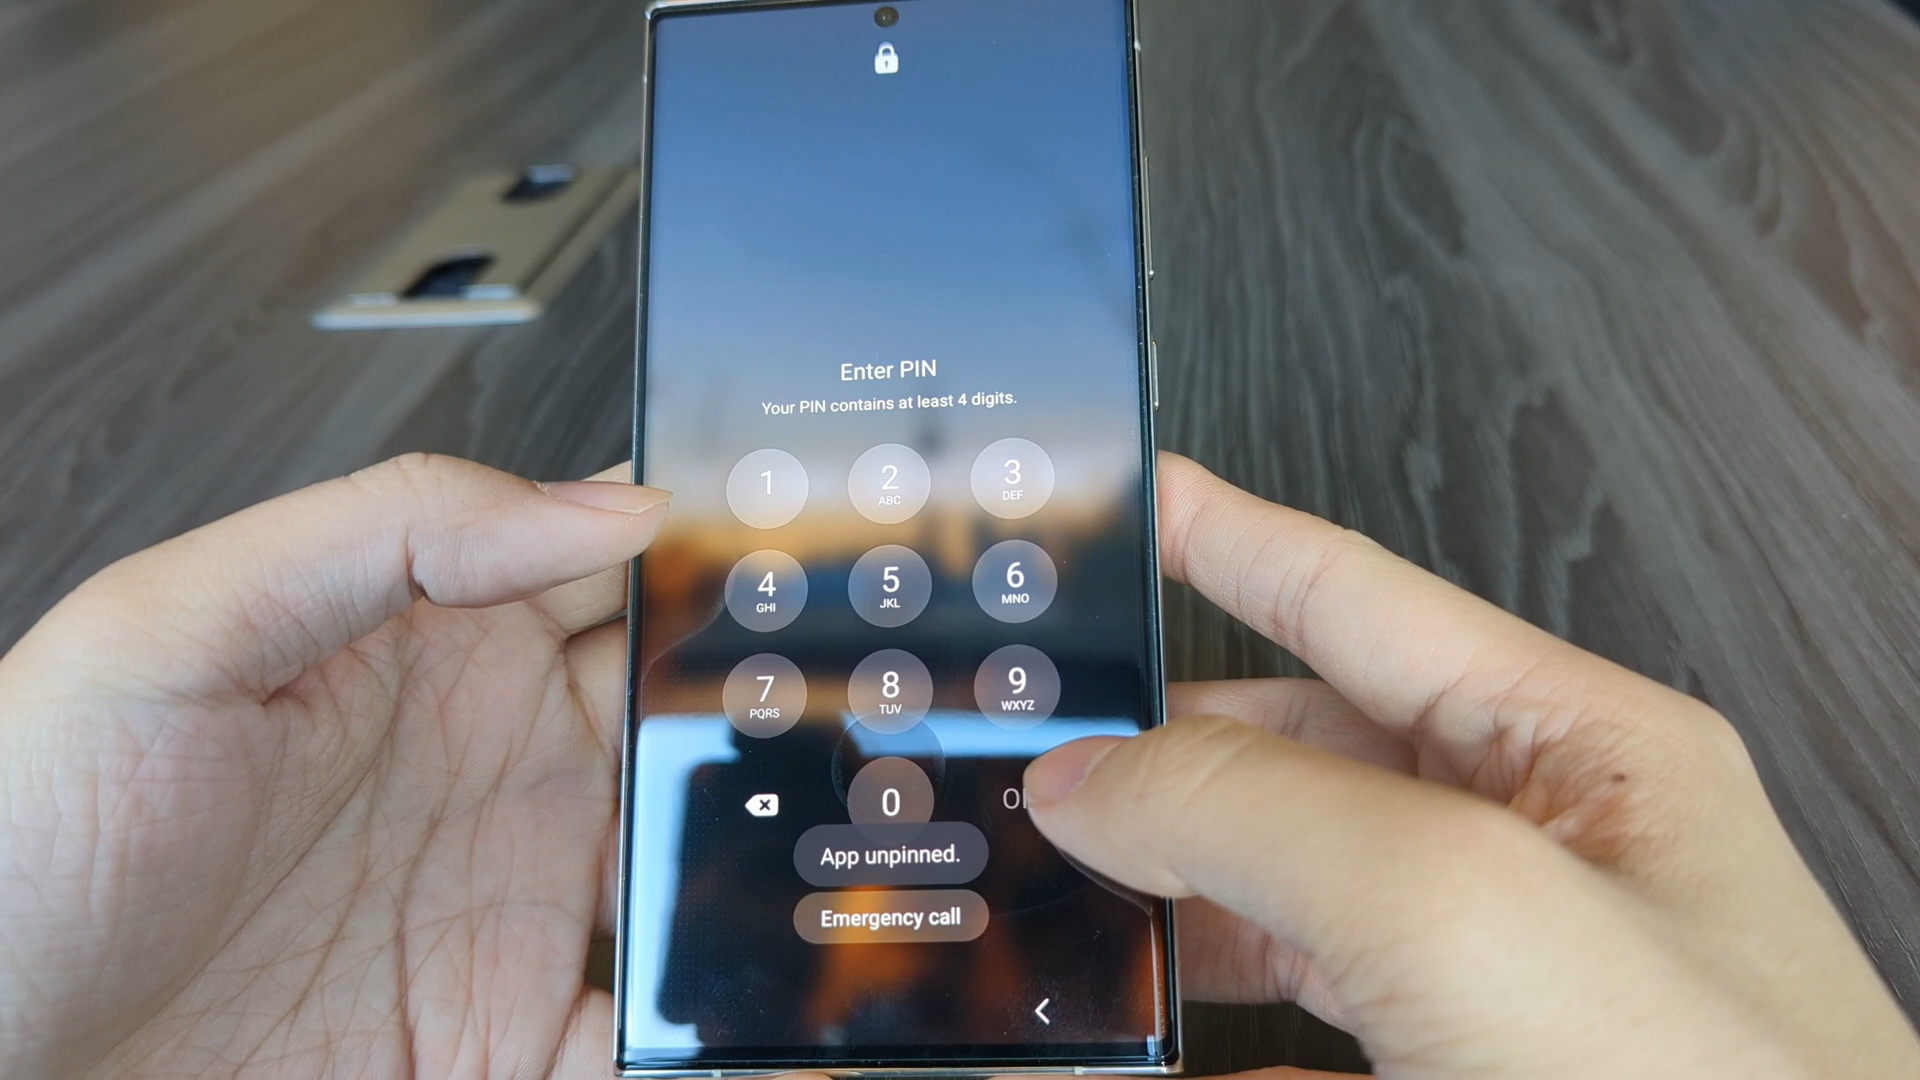 Enter PIN
Your PIN contains at least 4 digits.
1 2 3
ABC DEF
4 5 6
GHI JKL MNO
7 8 9
PQRS TUV WXYZ
0
App unpinned.
Emergency call